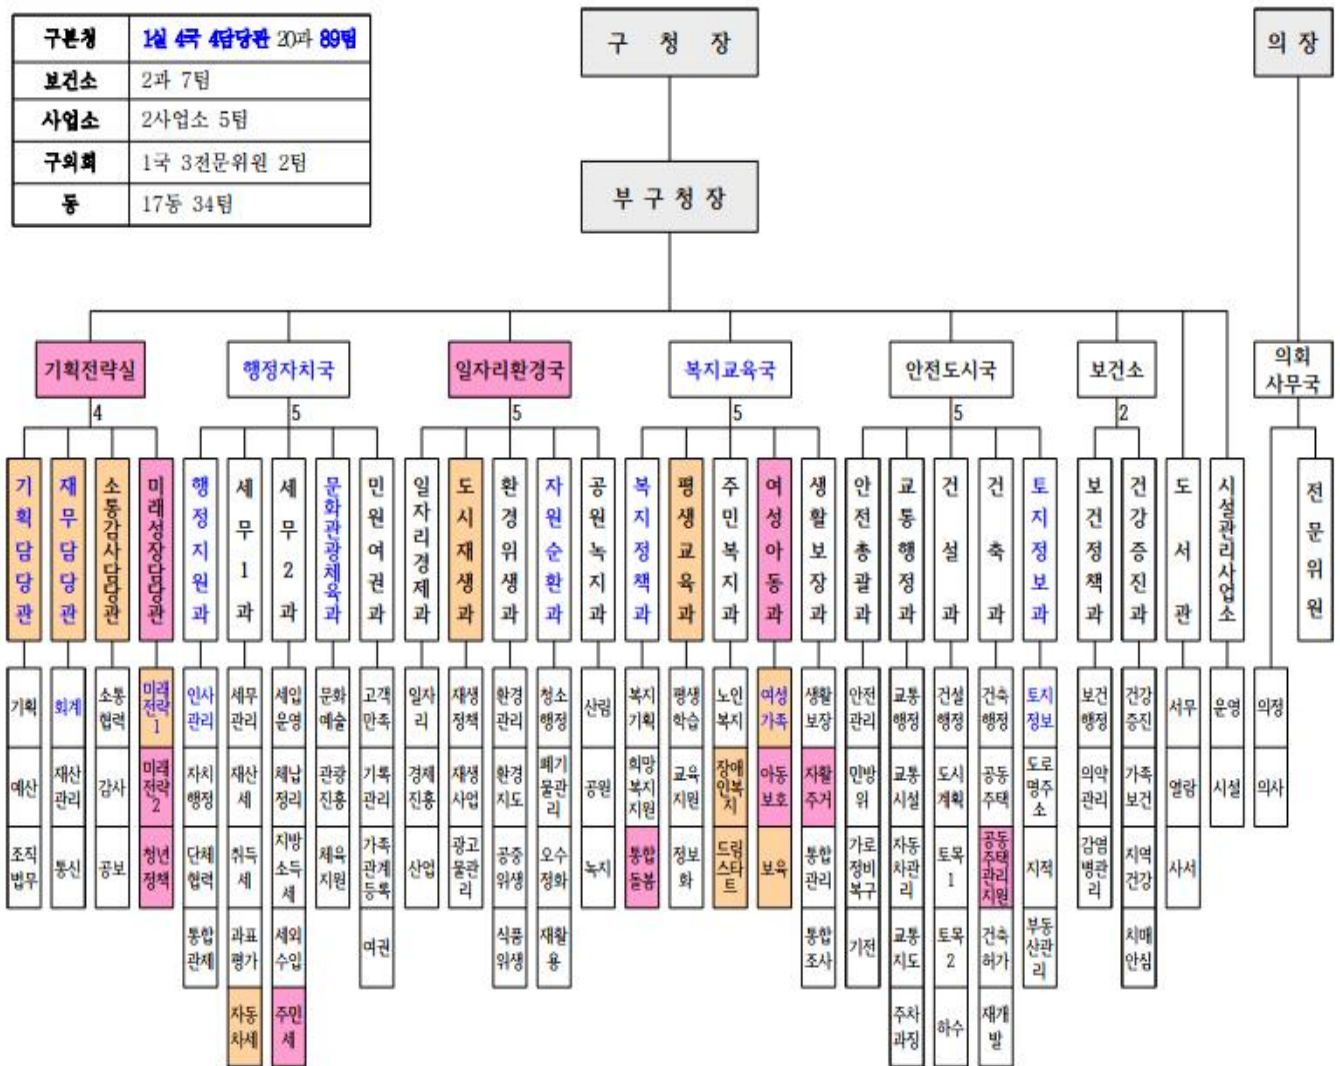 구본청 1실 4국 4담당관 20과 89팀
보건소 2과 7팀
사업소 2사업소 5팀
구의회 1국 3전문위원 2팀
동 17동 34팀
구 청 장
의 장
부 구 청 장
기획전략실
행정자치국
일자리환경국
복지교육국
안전도시국
보건소
의회
사무국
4
5
5
5
5
2
기획담당관
재무담당관
소통감사담당관
미래성장담당관
행정지원과
세무1과
세무2과
문화관광체육과
민원여권과
일자리경제과
도시재생과
환경위생과
자원순환과
공원녹지과
복지정책과
평생교육과
주민복지과
여성아동과
생활보장과
안전총괄과
교통행정과
건설과
건축과
토지정보과
보건정책과
건강증진과
도서관
시설관리사업소
전문위원
기획
예산
조직
법무
회계
재산
관리
통신
소통
협력
감사
공보
미래
전략
1
미래
전략
2
청년
정책
인사
관리
자치
행정
단체
협력
통합
관제
세무
관리
재산
세
취득
세
과표
평가
자동
차세
세입
운영
체납
정리
지방
소득
세
세외
수입
주민
세
문화
예술
관광
진흥
체육
지원
고객
만족
기록
관리
가족
관계
등록
여권
일자
리
경제
진흥
산업
재생
정책
재생
사업
광고
물관
리
환경
관리
환경
지도
공중
위생
식품
위생
청소
행정
폐기
물관
리
오수
정화
재활
용
산림
공원
녹지
복지
기획
희망
복지
지원
통합
돌봄
평생
학습
교육
지원
정보
화
노인
복지
장애
인복
지
드림
스타
트
여성
가족
아동
보호
보육
생활
보장
자활
주거
통합
관리
통합
조사
안전
관리
민방
위
가로
정비
복구
기전
교통
행정
교통
시설
자동
차관
리
교통
지도
주차
과징
건설
행정
도시
계획
토목
1
토목
2
하수
건축
행정
공동
주택
공동
주택
관리
지원
건축
허가
재개
발
토지
정보
도로
명주
소
지적
부동
산관
리
보건
행정
의약
관리
감염
병관
리
건강
증진
가족
보건
지역
건강
치매
안심
서무
열람
사서
운영
시설
의정
의사